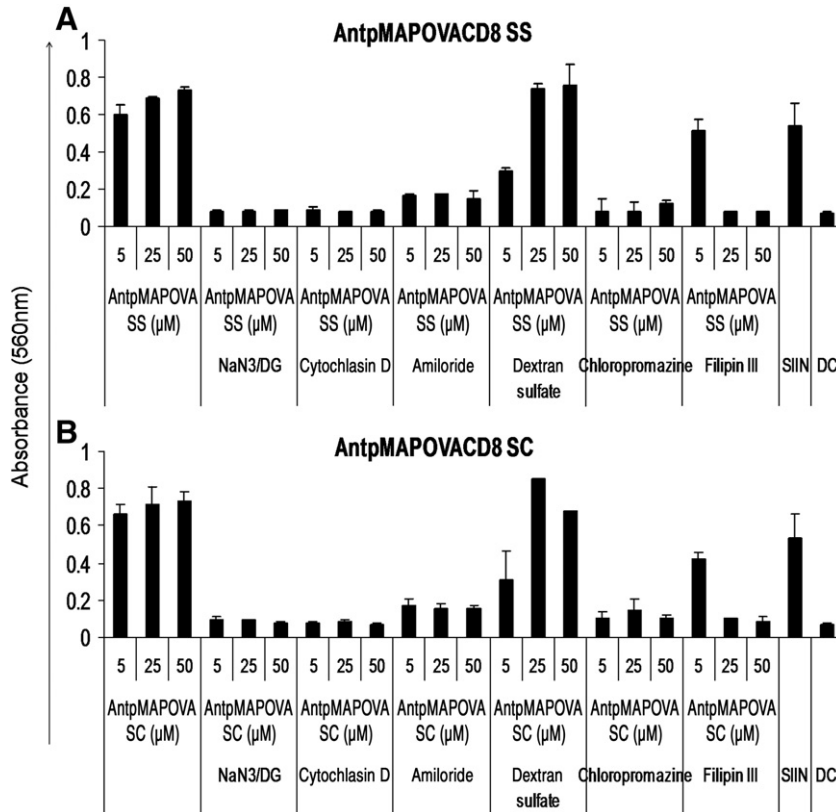 A
AntpMAPOVACD8 SS
1
0.8
0.6
0.4
0.2
0
5 25 50 5 25 50 5 25 50 5 25 50 5 25 50 5 25 50 5 25 50
AntpMAPOVA AntpMAPOVA AntpMAPOVA AntpMAPOVA AntpMAPOVA AntpMAPOVA AntpMAPOVA
SS (µM) SS (µM) SS (µM) SS (µM) SS (µM) SS (µM) SS (µM)
NaN3/DG Cytochlasin D Amiloride Dextran Chloropromazine Filipin III SIIN DC
sulfate
Absorbance (560nm)
B
AntpMAPOVACD8 SC
1
0.8
0.6
0.4
0.2
0
5 25 50 5 25 50 5 25 50 5 25 50 5 25 50 5 25 50 5 25 50
AntpMAPOVA AntpMAPOVA AntpMAPOVA AntpMAPOVA AntpMAPOVA AntpMAPOVA AntpMAPOVA
SC (µM) SC (µM) SC (µM) SC (µM) SC (µM) SC (µM) SC (µM)
NaN3/DG Cytochlasin D Amiloride Dextran Chloropromazine Filipin III SIIN DC
sulfate